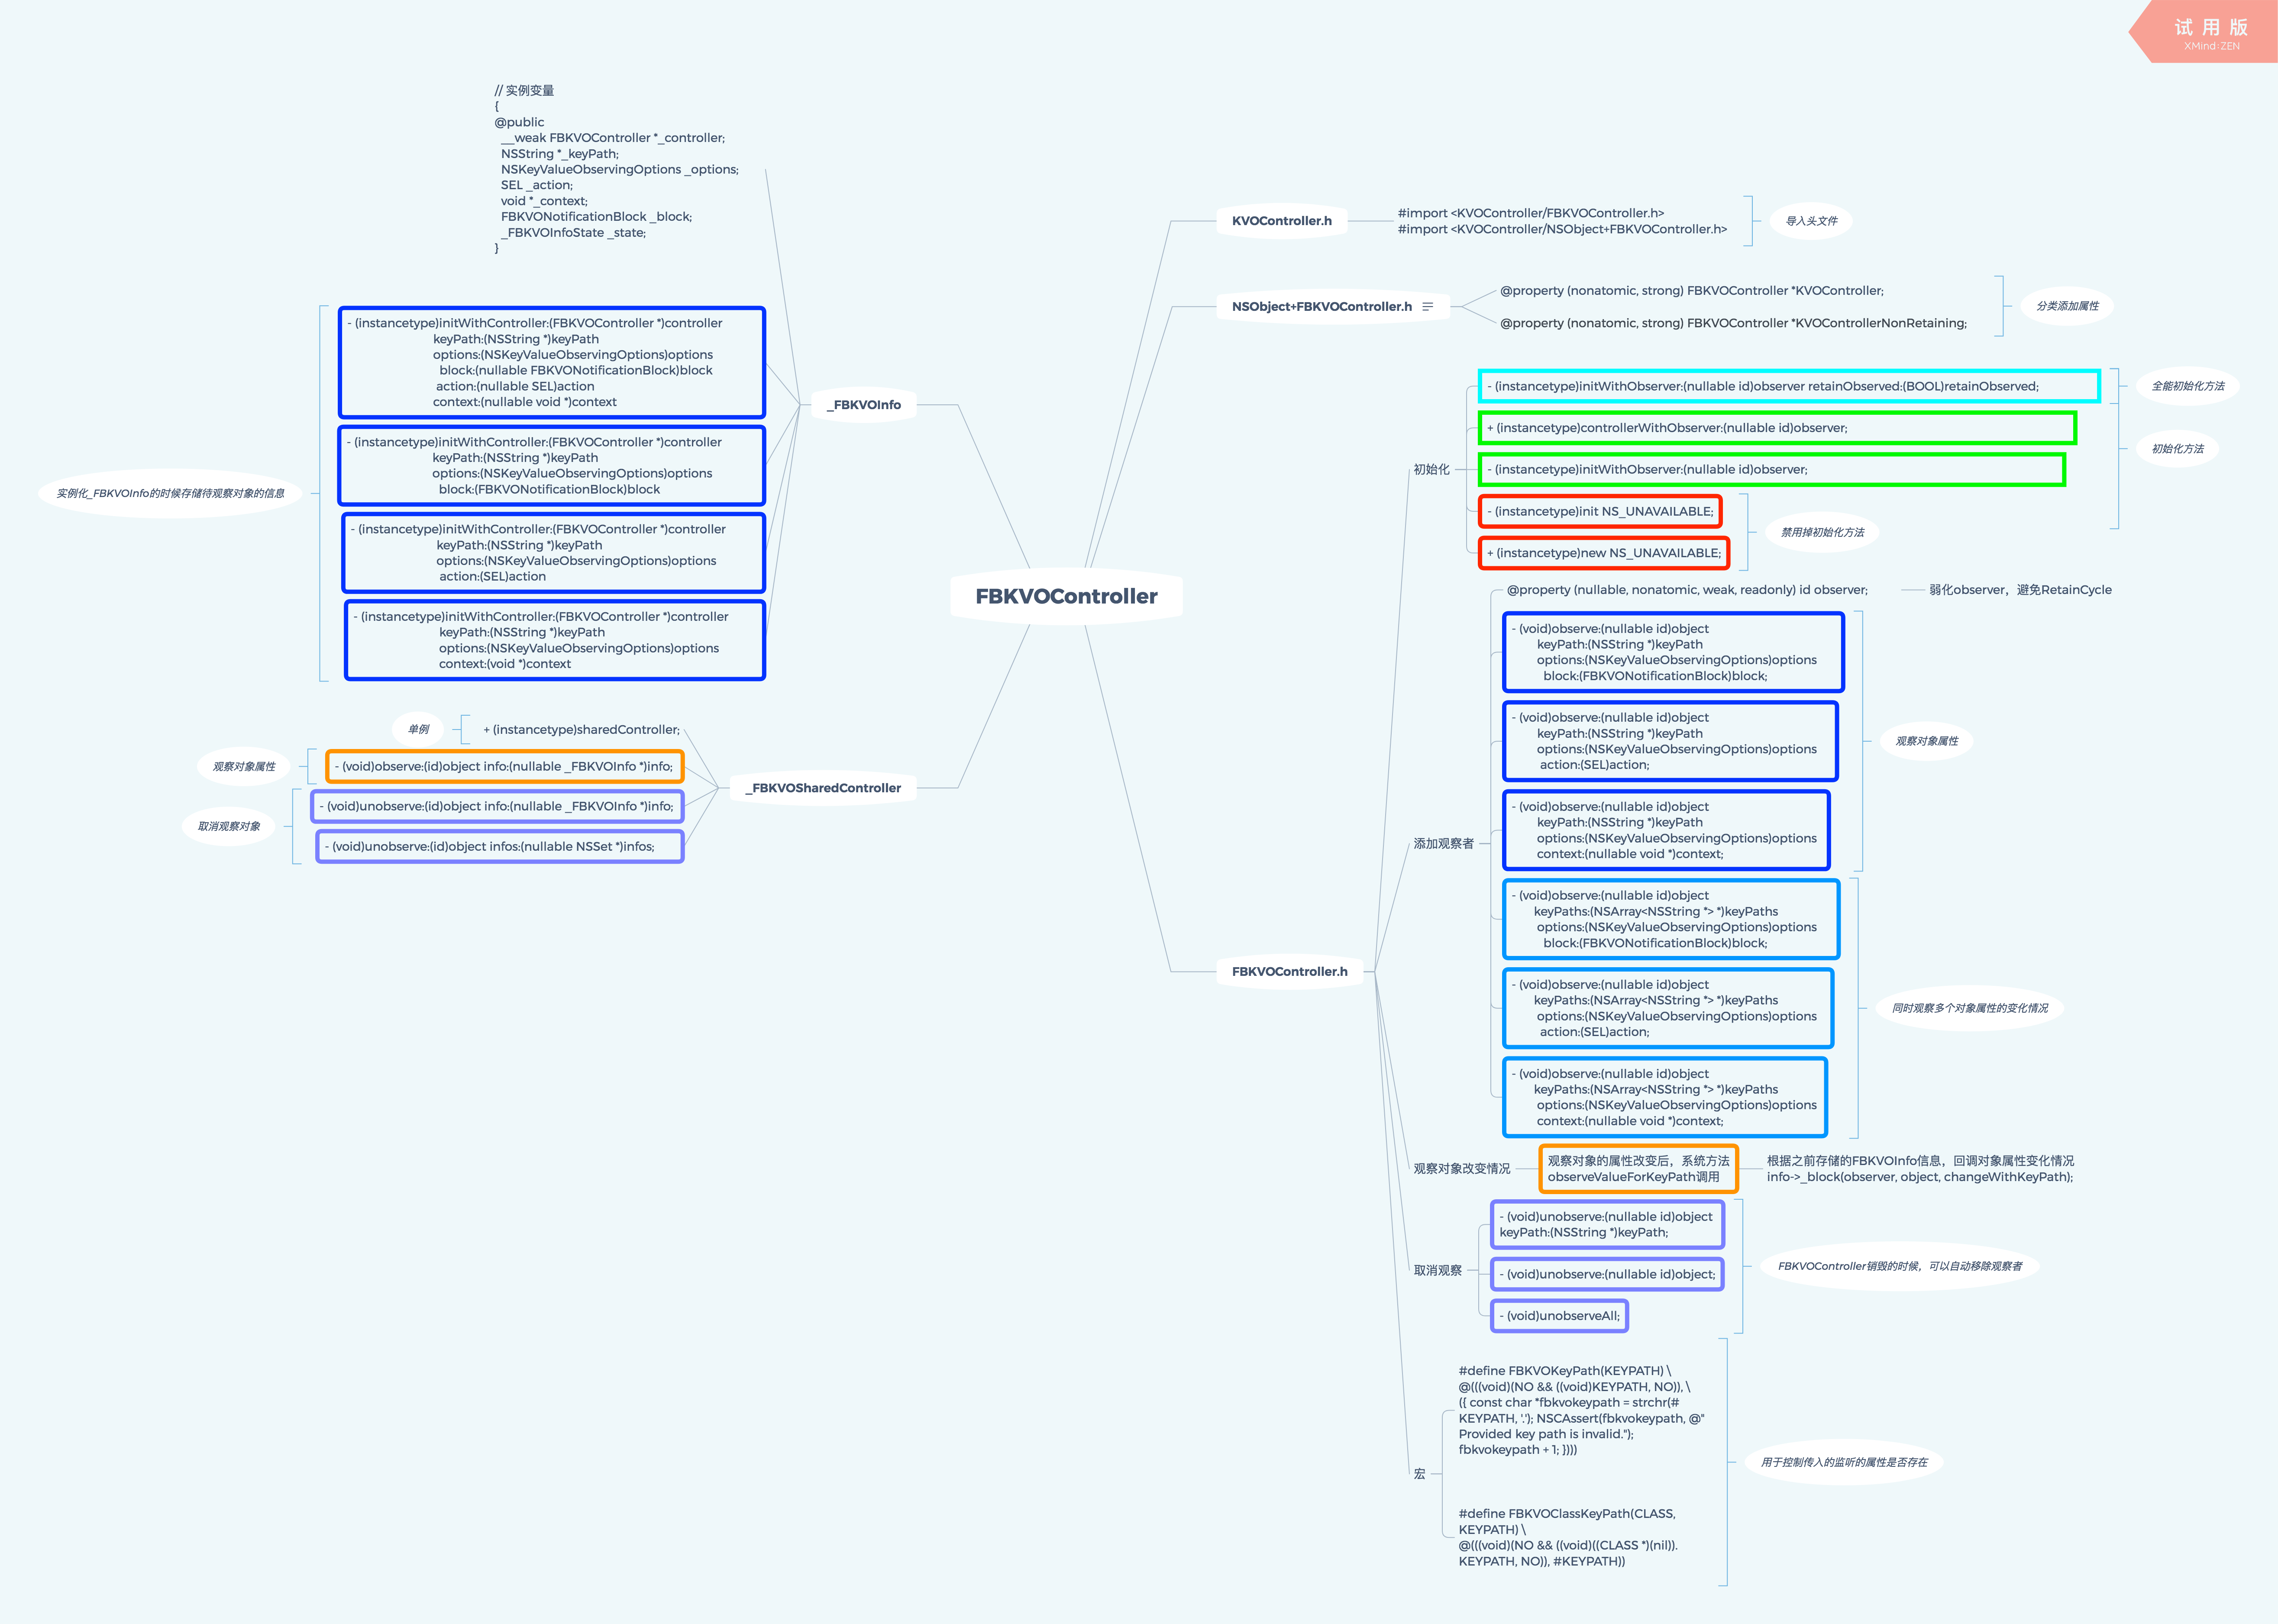 试用版
XMind:ZEN
FBKVOController
KVOController.h
#import <KVOController/FBKVOController.h>
#import <KVOController/NSObject+FBKVOController.h>
导入头文件
NSObject+FBKVOController.h
@property (nonatomic, strong) FBKVOController *KVOController;
@property (nonatomic, strong) FBKVOController *KVOControllerNonRetaining;
分类添加属性
FBKVOController.h
初始化
- (instancetype)initWithObserver:(nullable id)observer retainObserved:(BOOL)retainObserved;
全能初始化方法
+ (instancetype)controllerWithObserver:(nullable id)observer;
- (instancetype)initWithObserver:(nullable id)observer;
初始化方法
- (instancetype)init NS_UNAVAILABLE;
+ (instancetype)new NS_UNAVAILABLE;
禁用掉初始化方法
添加观察者
@property (nullable, nonatomic, weak, readonly) id observer;
弱化observer，避免RetainCycle
- (void)observe:(nullable id)object
keyPath:(NSString *)keyPath
options:(NSKeyValueObservingOptions)options
block:(FBKVONotificationBlock)block;
- (void)observe:(nullable id)object
keyPath:(NSString *)keyPath
options:(NSKeyValueObservingOptions)options
action:(SEL)action;
- (void)observe:(nullable id)object
keyPath:(NSString *)keyPath
options:(NSKeyValueObservingOptions)options
context:(nullable void *)context;
观察对象属性
- (void)observe:(nullable id)object
keyPaths:(NSArray<NSString *> *)keyPaths
options:(NSKeyValueObservingOptions)options
block:(FBKVONotificationBlock)block;
- (void)observe:(nullable id)object
keyPaths:(NSArray<NSString *> *)keyPaths
options:(NSKeyValueObservingOptions)options
action:(SEL)action;
- (void)observe:(nullable id)object
keyPaths:(NSArray<NSString *> *)keyPaths
options:(NSKeyValueObservingOptions)options
context:(nullable void *)context;
同时观察多个对象属性的变化情况
观察对象改变情况
观察对象的属性改变后，系统方法
observeValueForKeyPath调用
根据之前存储的FBKVOInfo信息，回调对象属性变化情况
info->_block(observer, object, changeWithKeyPath);
取消观察
- (void)unobserve:(nullable id)object
keyPath:(NSString *)keyPath;
- (void)unobserve:(nullable id)object;
- (void)unobserveAll;
FBKVOController销毁的时候，可以自动移除观察者
宏
#define FBKVOKeyPath(KEYPATH) \
@(((void)(NO && ((void)KEYPATH, NO)), \
({ const char *fbkvokeypath = strchr(#
KEYPATH, '.'); NSCAssert(fbkvokeypath, @"
Provided key path is invalid.");
fbkvokeypath + 1; })))
#define FBKVOClassKeyPath(CLASS,
KEYPATH) \
@(((void)(NO && ((void)((CLASS *)(nil)).
KEYPATH, NO)), #KEYPATH))
用于控制传入的监听的属性是否存在
_FBKVOInfo
// 实例变量
{
@public
__weak FBKVOController *_controller;
NSString *_keyPath;
NSKeyValueObservingOptions _options;
SEL _action;
void *_context;
FBKVONotificationBlock _block;
_FBKVOInfoState _state;
}
- (instancetype)initWithController:(FBKVOController *)controller
keyPath:(NSString *)keyPath
options:(NSKeyValueObservingOptions)options
block:(nullable FBKVONotificationBlock)block
action:(nullable SEL)action
context:(nullable void *)context
- (instancetype)initWithController:(FBKVOController *)controller
keyPath:(NSString *)keyPath
options:(NSKeyValueObservingOptions)options
block:(FBKVONotificationBlock)block
- (instancetype)initWithController:(FBKVOController *)controller
keyPath:(NSString *)keyPath
options:(NSKeyValueObservingOptions)options
action:(SEL)action
- (instancetype)initWithController:(FBKVOController *)controller
keyPath:(NSString *)keyPath
options:(NSKeyValueObservingOptions)options
context:(void *)context
实例化_FBKVOInfo的时候存储待观察对象的信息
_FBKVOSharedController
+ (instancetype)sharedController;
单例
- (void)observe:(id)object info:(nullable _FBKVOInfo *)info;
观察对象属性
- (void)unobserve:(id)object info:(nullable _FBKVOInfo *)info;
- (void)unobserve:(id)object infos:(nullable NSSet *)infos;
取消观察对象